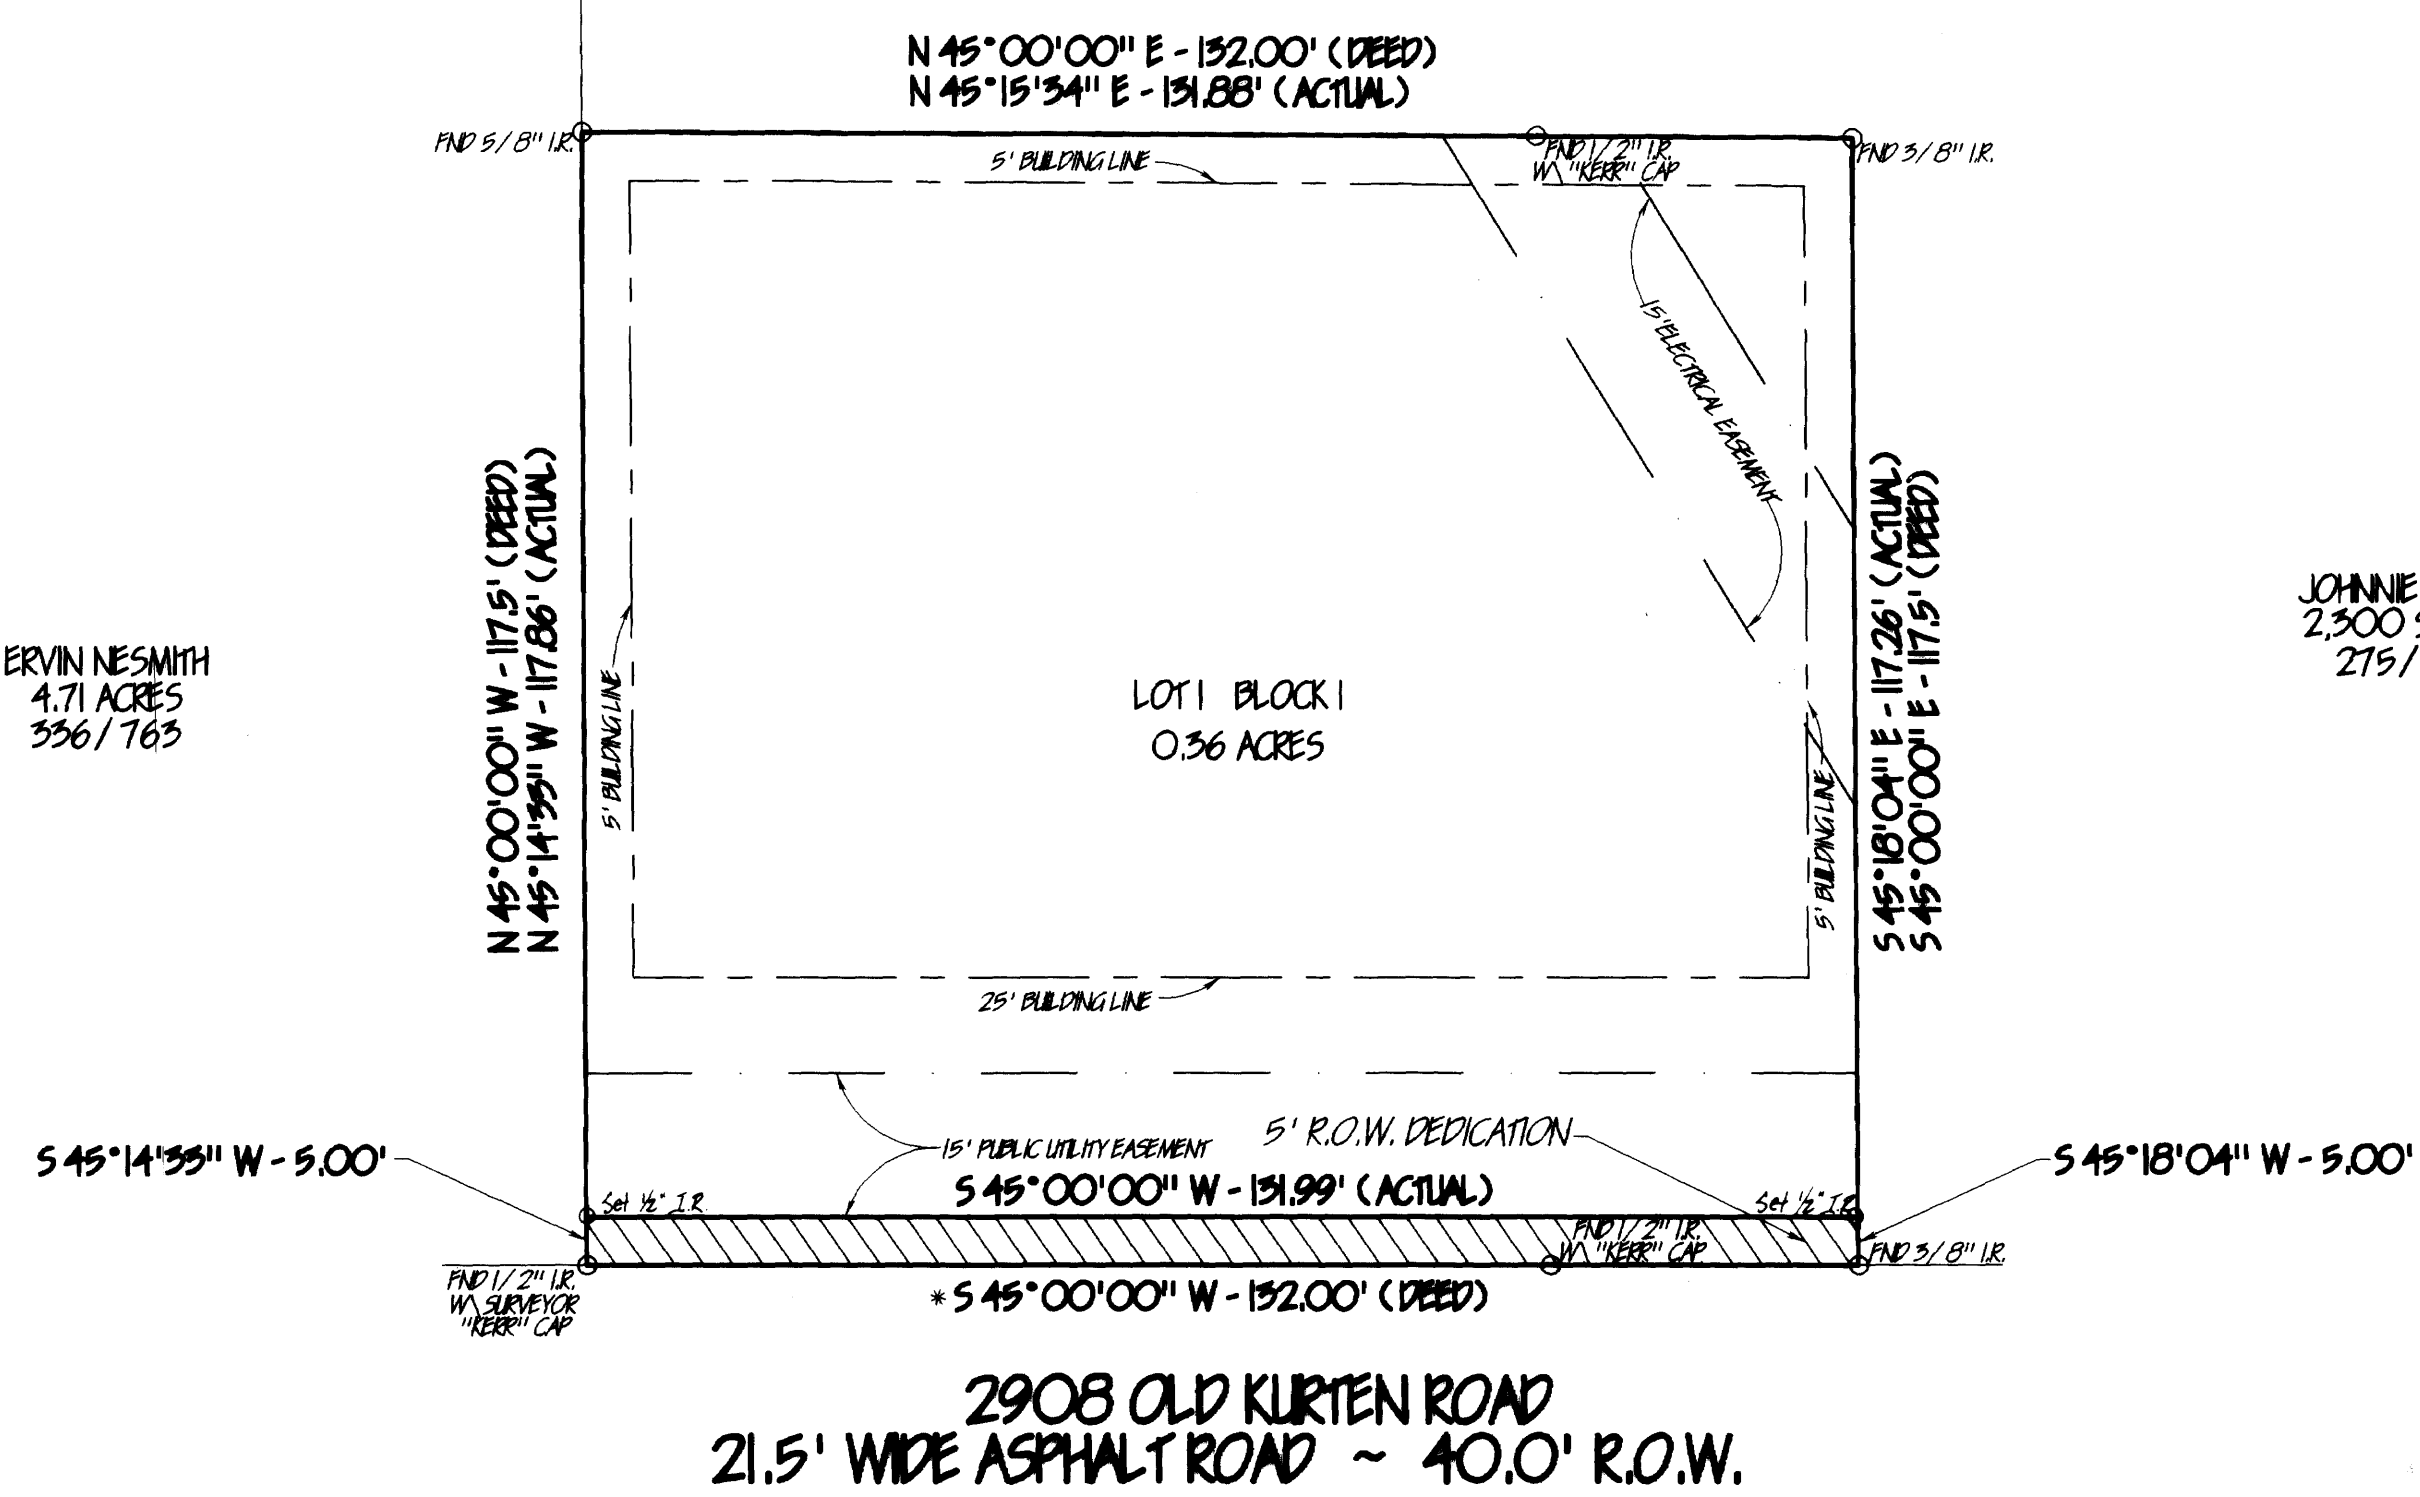 N 45°00'00" E - 132.00' (DEED)
N 45°15'34" E - 131.88' (ACTUAL)
FND 5/8" I.R.
5' BUILDING LINE
FND 1/2" I.R.
W\ "KERR" CAP
FND 3/8" I.R.
15' ELECTRICAL EASEMENT
N 45°00'00" W - 117.5' (DEED)
N 45°14'33" W - 117.86' (ACTUAL)
5' BUILDING LINE
ERVIN NESMITH
4.71 ACRES
336/763
LOT 1 BLOCK 1
0.36 ACRES
5' BUILDING LINE
S 45°18'04" E - 117.26' (ACTUAL)
S 45°00'00" E - 117.5' (DEED)
JOHNNIE
2,300
275/
25' BUILDING LINE
15' PUBLIC UTILITY EASEMENT
5' R.O.W. DEDICATION
S 45°14'33" W - 5.00'
S 45°18'04" W - 5.00'
S 45°00'00" W - 131.99' (ACTUAL)
Set 1/2" I.R.
Set 1/2" I.R.
FND 1/2" I.R.
W\ "KERR" CAP
FND 3/8" I.R.
FND 1/2" I.R.
W\ SURVEYOR
"KERR" CAP
* S 45°00'00" W - 132.00' (DEED)
2908 OLD KURTEN ROAD
21.5' WIDE ASPHALT ROAD ~ 40.0' R.O.W.